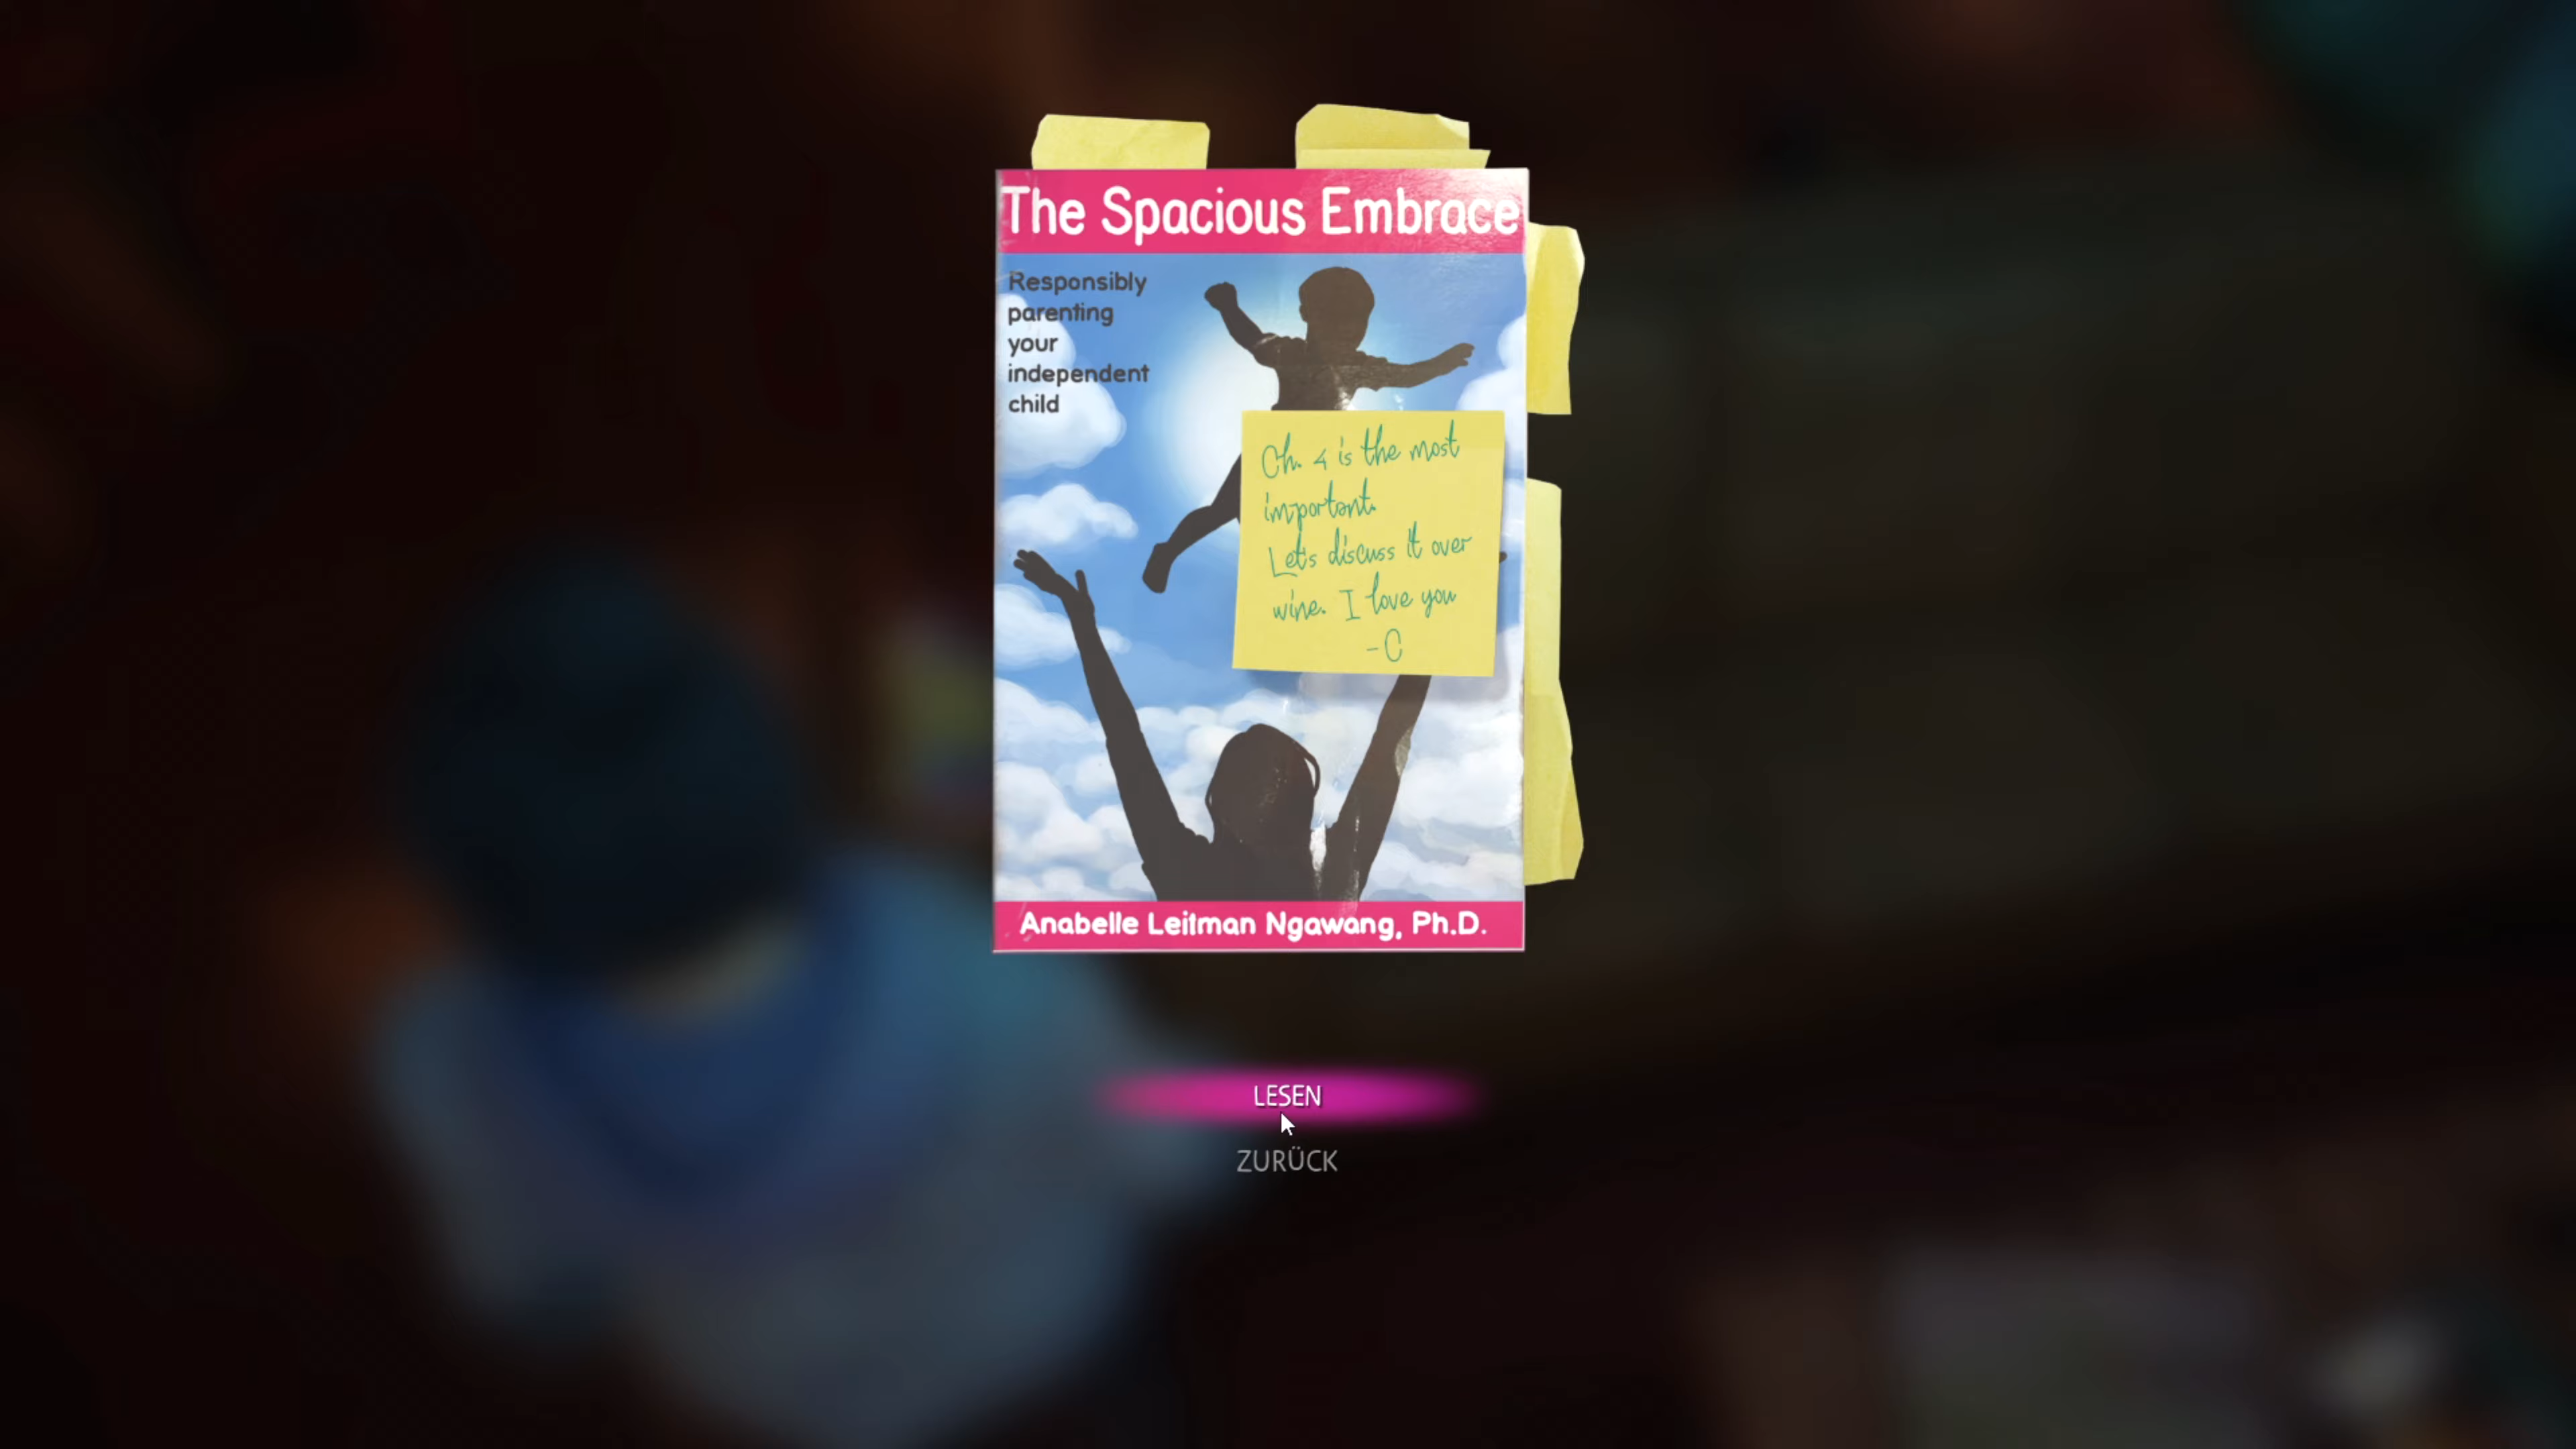 The Spacious Embrace
Responsibly
parenting
your
independent
child
Ch. 4 is the most
important.
Let's discuss it over
wine. I love you
-C
Anabelle Leitman Ngawang, Ph.D.
LESEN
ZURÜCK